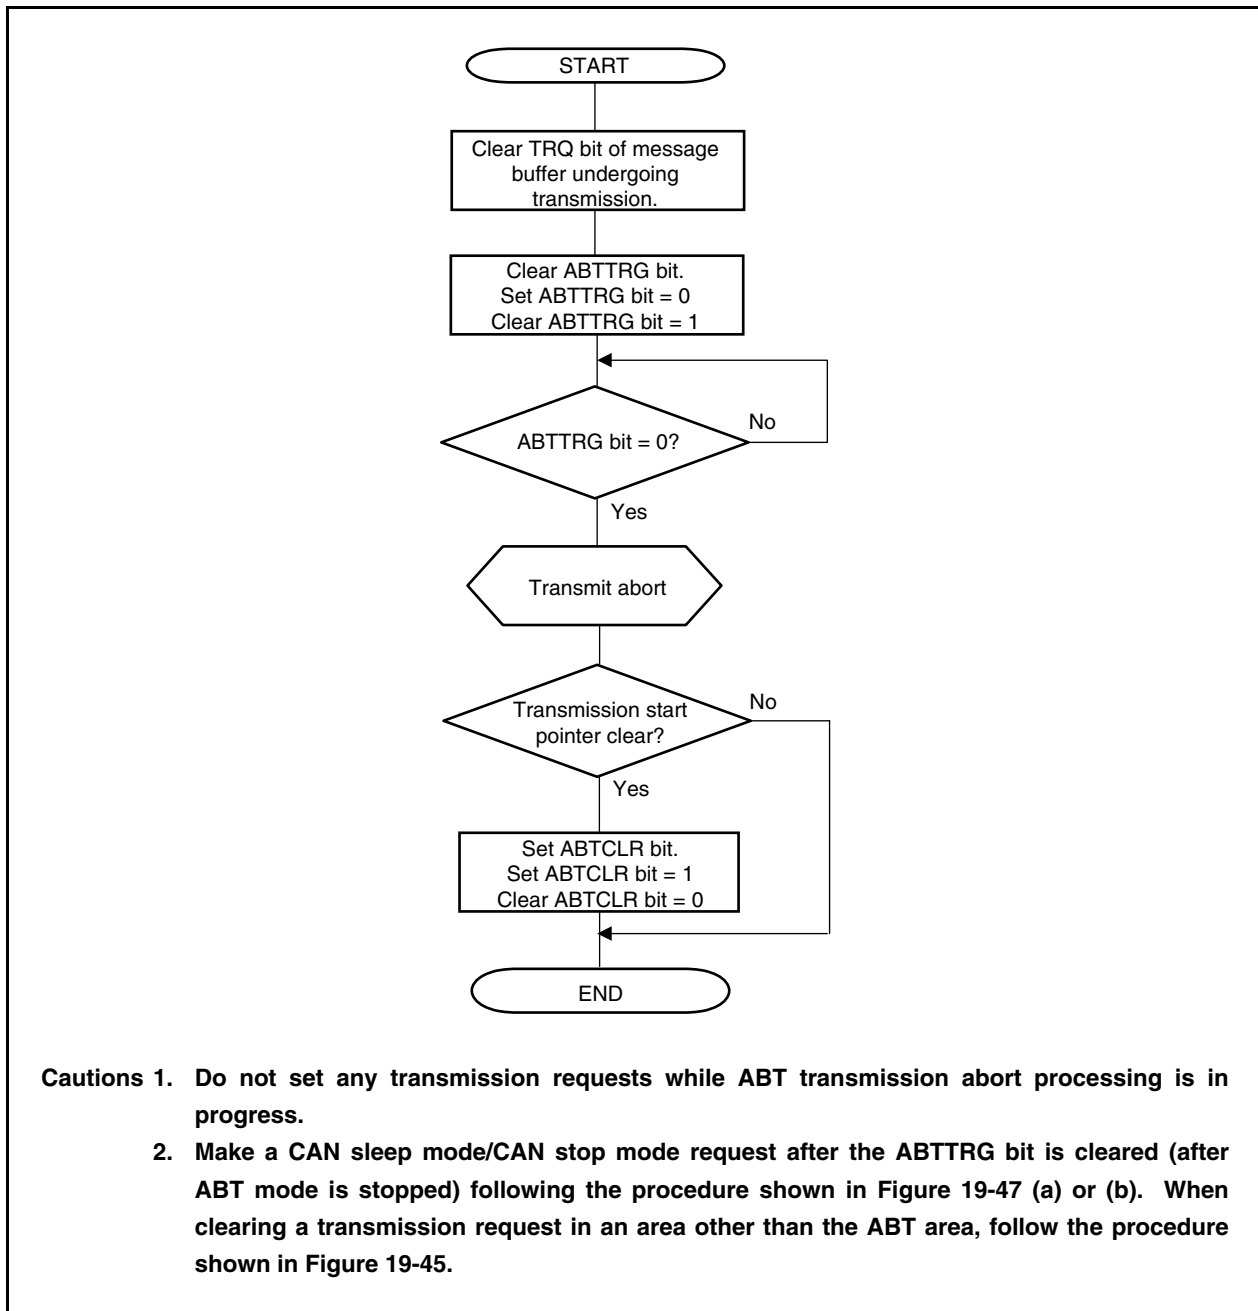 START
Clear TRQ bit of message
buffer undergoing
transmission.
Clear ABTTRG bit.
Set ABTTRG bit = 0
Clear ABTTRG bit = 1
ABTTRG bit = 0?
No
Yes
Transmit abort
Transmission start
pointer clear?
No
Yes
Set ABTCLR bit.
Set ABTCLR bit = 1
Clear ABTCLR bit = 0
END
Cautions 1. Do not set any transmission requests while ABT transmission abort processing is in
progress.
2. Make a CAN sleep mode/CAN stop mode request after the ABTTRG bit is cleared (after
ABT mode is stopped) following the procedure shown in Figure 19-47 (a) or (b). When
clearing a transmission request in an area other than the ABT area, follow the procedure
shown in Figure 19-45.